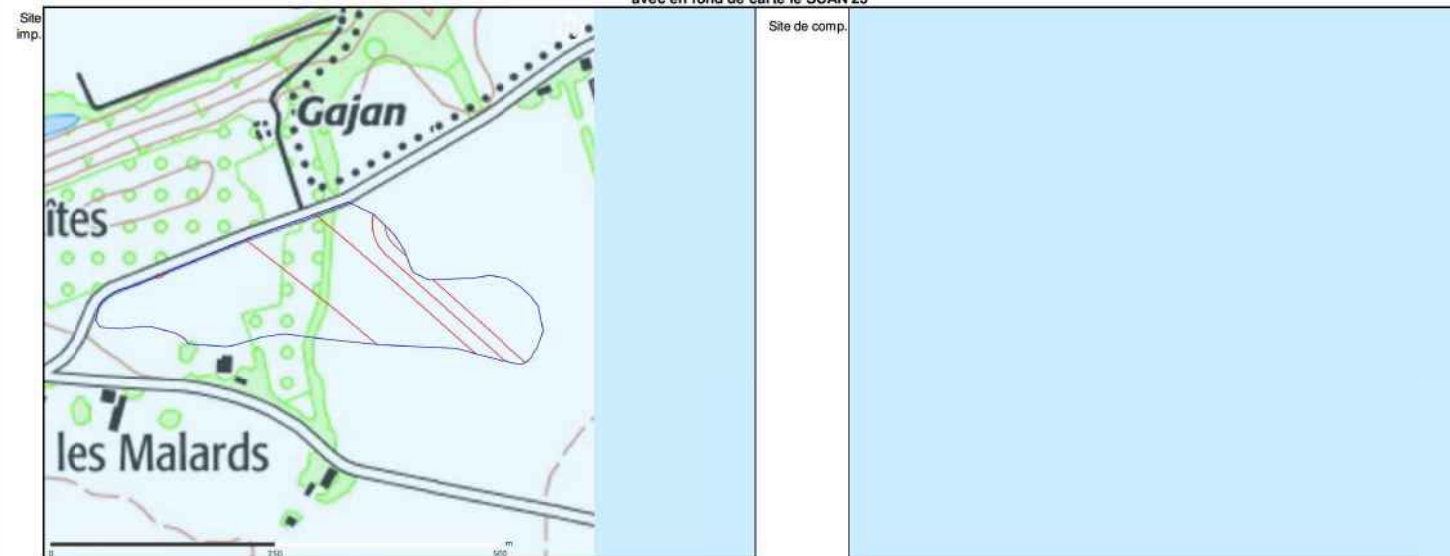 avec en fond de carte le SCAN 25
Site imp.
Site de comp.
Gajan
îtes
les Malards
0 250 500 m